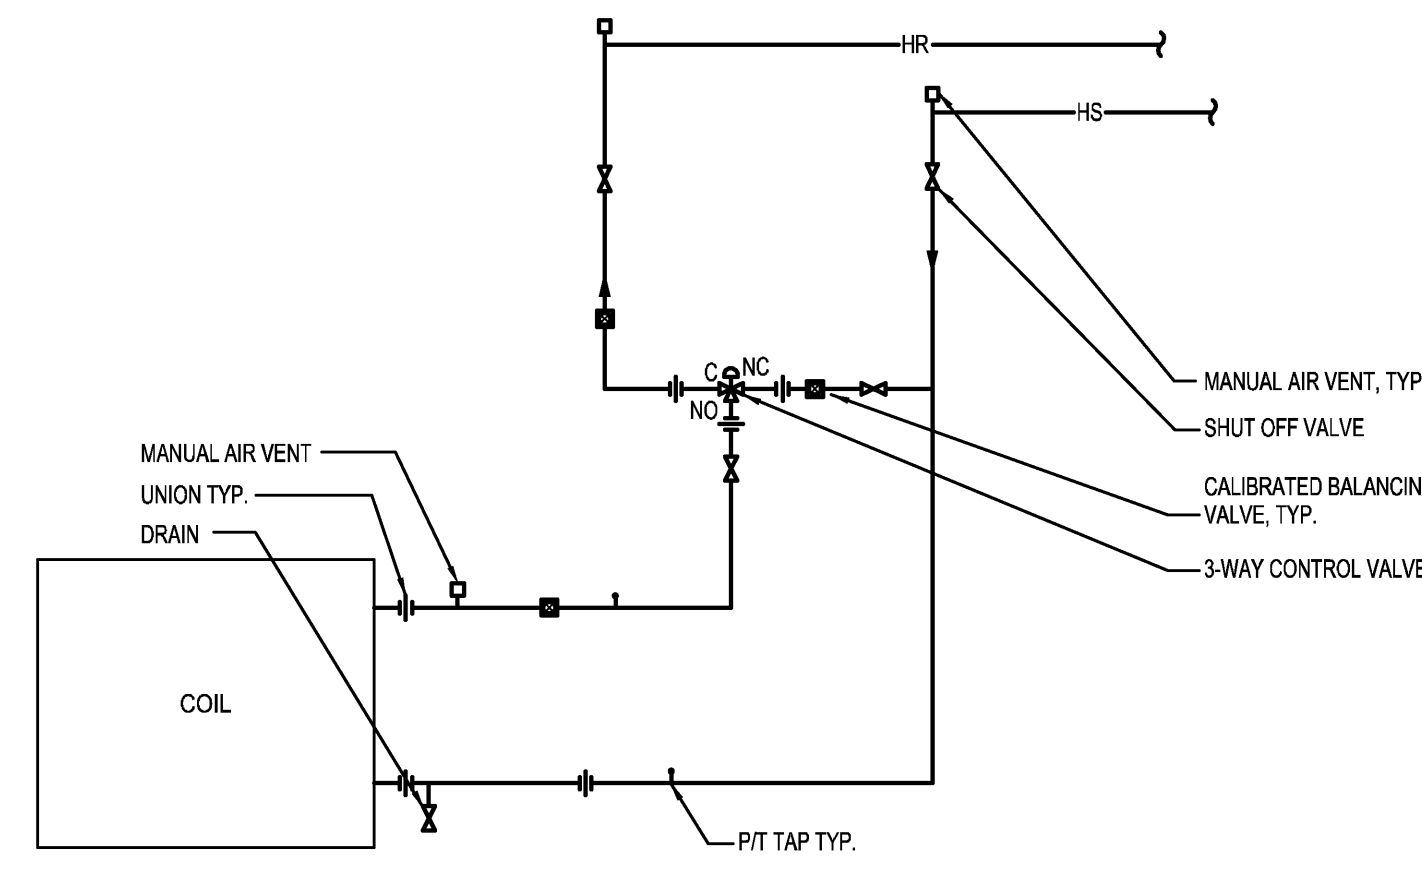 HR
HS
C
NC
NO
MANUAL AIR VENT, TYP
SHUT OFF VALVE
CALIBRATED BALANCIN
VALVE, TYP.
3-WAY CONTROL VALVE
MANUAL AIR VENT
UNION TYP.
DRAIN
COIL
P/T TAP TYP.